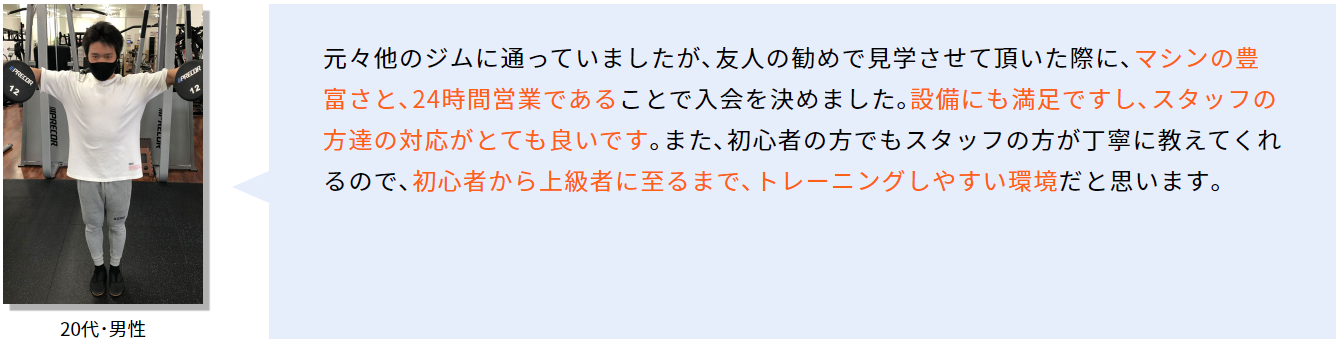 PRECOR
12
PRECOR
12
PRECOR
PRECOR
元々他のジムに通っていましたが、友人の勧めで見学させて頂いた際に、マシンの豊
富さと、24時間営業であることで入会を決めました。設備にも満足ですし、スタッフの
方達の対応がとても良いです。また、初心者の方でもスタッフの方が丁寧に教えてくれ
るので、初心者から上級者に至るまで、トレーニングしやすい環境だと思います。
20代・男性